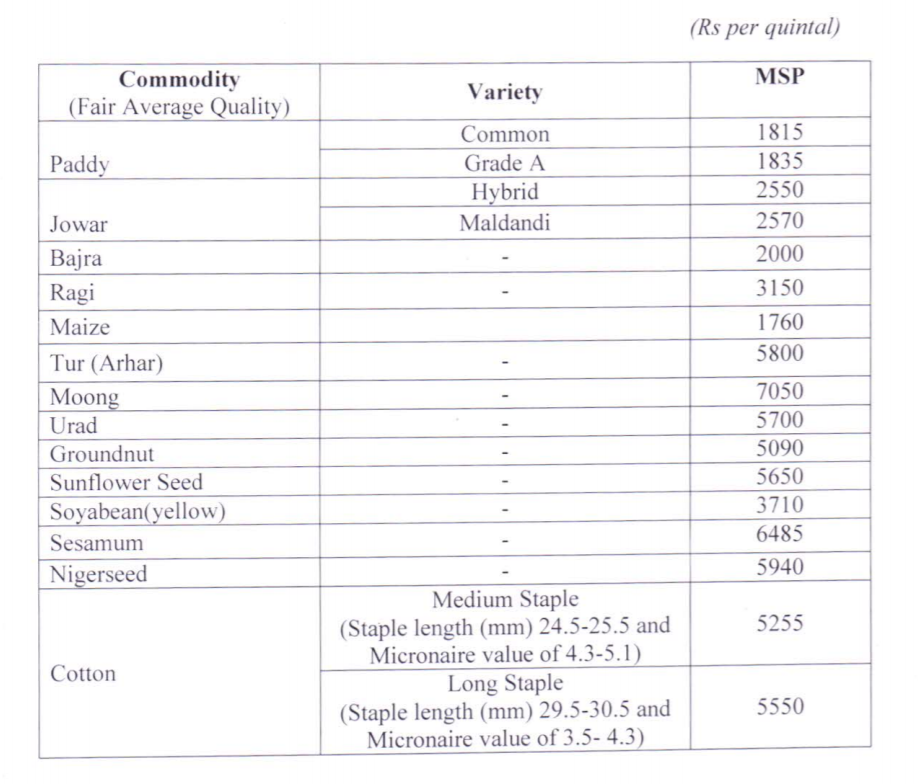 (Rs per quintal)
Commodity
(Fair Average Quality)
Variety
MSP
Paddy
Common
1815
Grade A
1835
Jowar
Hybrid
2550
Maldandi
2570
Bajra
-
2000
Ragi
-
3150
Maize
1760
Tur (Arhar)
-
5800
Moong
-
7050
Urad
-
5700
Groundnut
-
5090
Sunflower Seed
-
5650
Soyabean(yellow)
-
3710
Sesamum
-
6485
Nigerseed
-
5940
Cotton
Medium Staple
(Staple length (mm) 24.5-25.5 and
Micronaire value of 4.3-5.1)
5255
Long Staple
(Staple length (mm) 29.5-30.5 and
Micronaire value of 3.5- 4.3)
5550